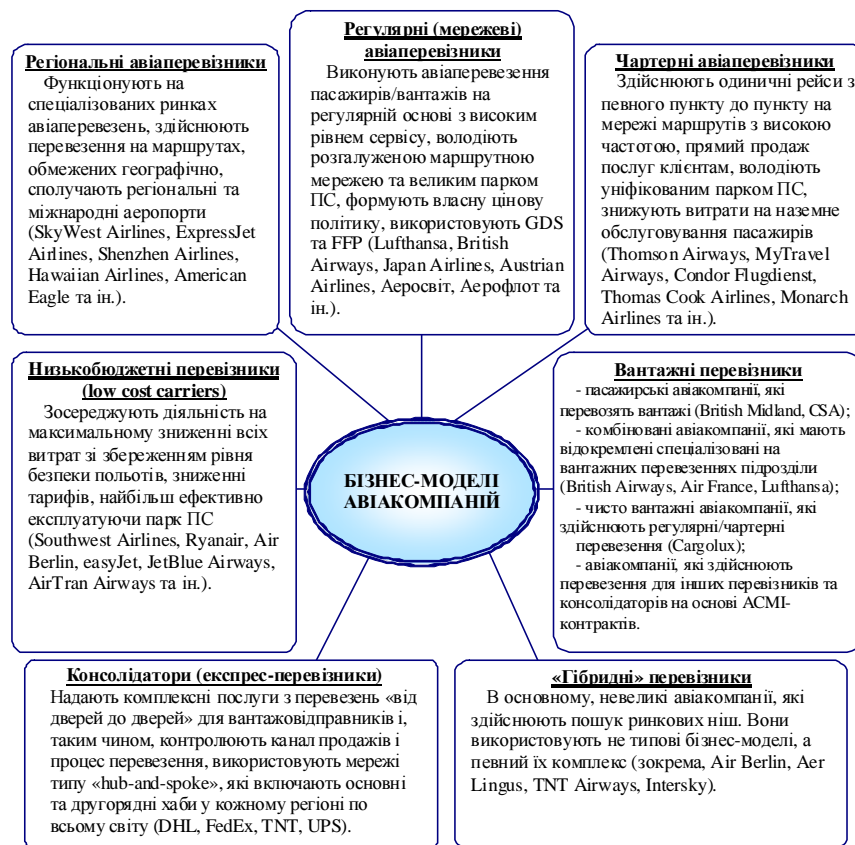 Регіональні авіаперевізники
Функціонують на
спеціалізованих ринках
авіаперевезень, здійснюють
перевезення на маршрутах,
обмежених географічно,
сполучають регіональні та
міжнародні аеропорти
(SkyWest Airlines, ExpressJet
Airlines, Shenzhen Airlines,
Hawaiian Airlines, American
Eagle та ін.).
Регулярні (мережеві)
авіаперевізники
Виконують авіаперевезення
пасажирів/вантажів на
регулярній основі з високим
рівнем сервісу, володіють
розгалуженою маршрутною
мережею та великим парком
ПС, формують власну цінову
політику, використовують GDS
та FFP (Lufthansa, British
Airways, Japan Airlines, Austrian
Airlines, Аеросвіт, Аерофлот та
ін.).
Чартерні авіаперевізники
Здійснюють одиничні рейси з
певного пункту до пункту на
мережі маршрутів з високою
частотою, прямий продаж
послуг клієнтам, володіють
уніфікованим парком ПС,
знижують витрати на наземне
обслуговування пасажирів
(Thomson Airways, MyTravel
Airways, Condor Flugdienst,
Thomas Cook Airlines, Monarch
Airlines та ін.).
Низькобюджетні перевізники
(low cost carriers)
Зосереджують діяльність на
максимальному зниженні всіх
витрат зі збереженням рівня
безпеки польотів, зниженні
тарифів, найбільш ефективно
експлуатуючи парк ПС
(Southwest Airlines, Ryanair, Air
Berlin, easyJet, JetBlue Airways,
AirTran Airways та ін.).
БІЗНЕС-МОДЕЛІ
АВІАКОМПАНІЙ
Вантажні перевізники
- пасажирські авіакомпанії, які
перевозять вантажі (British Midland, CSA);
- комбіновані авіакомпанії, які мають
відокремлені спеціалізовані на
вантажних перевезеннях підрозділи
(British Airways, Air France, Lufthansa);
- чисто вантажні авіакомпанії, які
здійснюють регулярні/чартерні
перевезення (Cargolux);
- авіакомпанії, які здійснюють
перевезення для інших перевізників та
консолідаторів на основі ACMI-
контрактів.
Консолідатори (експрес-перевізники)
Надають комплексні послуги з перевезень «від
дверей до дверей» для вантажовідправників і,
таким чином, контролюють канал продажів і
процес перевезення, використовують мережі
типу «hub-and-spoke», які включають основні
та другорядні хаби у кожному регіоні по
всьому світу (DHL, FedEx, TNT, UPS).
«Гібридні» перевізники
В основному, невеликі авіакомпанії, які
здійснюють пошук ринкових ніш. Вони
використовують не типові бізнес-моделі, а
певний їх комплекс (зокрема, Air Berlin, Aer
Lingus, TNT Airways, Intersky).